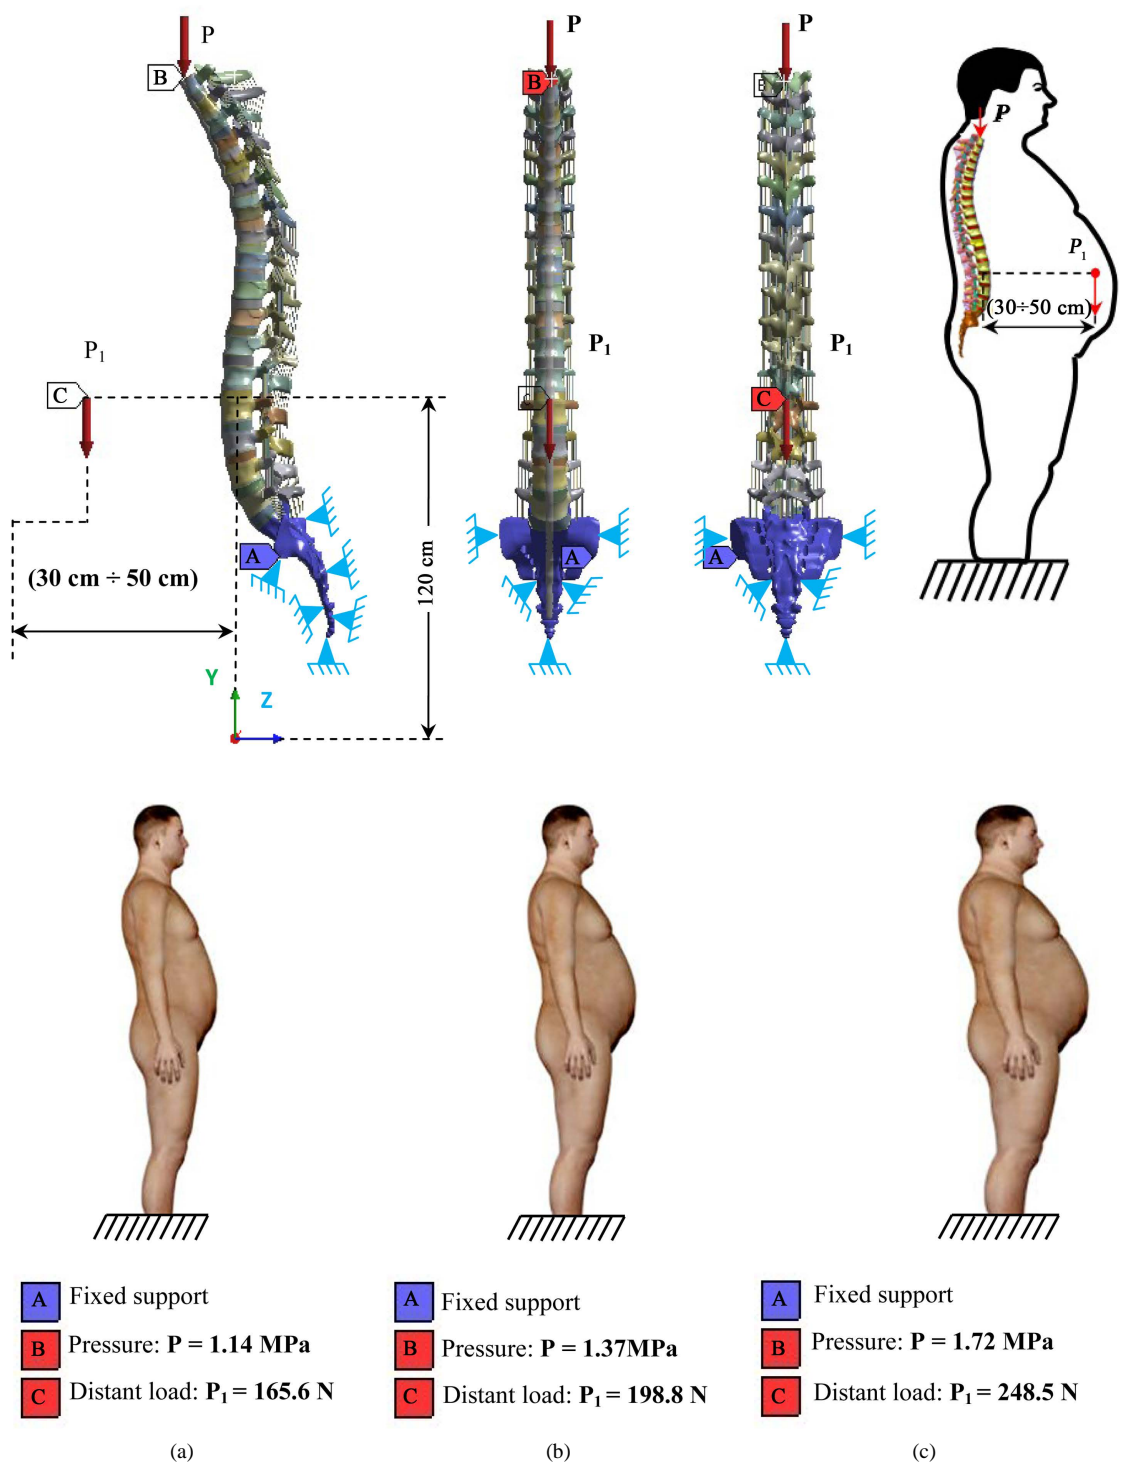 P
B
P
B
P
B
P
P₁
(30÷50 cm)
P₁
C
P₁
C
P₁
C
A
A
A
(30 cm ÷ 50 cm)
120 cm
Y
Z
A Fixed support
B Pressure: P = 1.14 MPa
C Distant load: P₁ = 165.6 N
(a)
A Fixed support
B Pressure: P = 1.37MPa
C Distant load: P₁ = 198.8 N
(b)
A Fixed support
B Pressure: P = 1.72 MPa
C Distant load: P₁ = 248.5 N
(c)